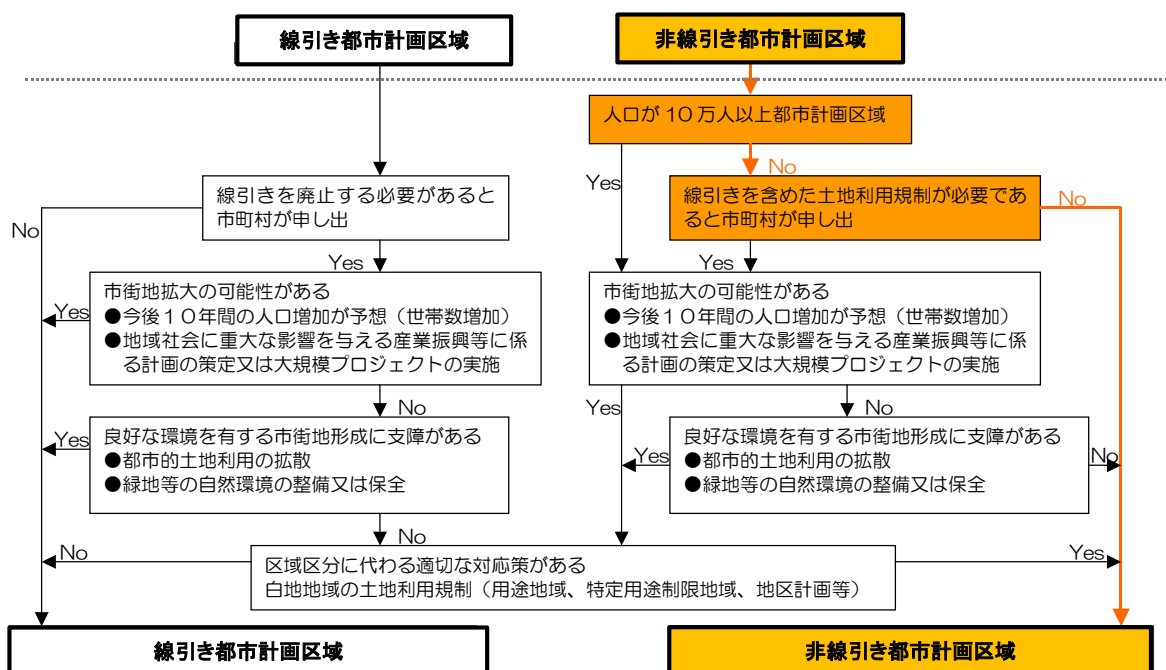 線引き都市計画区域
非線引き都市計画区域
人口が 10 万人以上都市計画区域
No
Yes
線引きを廃止する必要があると
市町村が申し出
線引きを含めた土地利用規制が必要であ
ると市町村が申し出
No
No
Yes
Yes
市街地拡大の可能性がある
●今後10年間の人口増加が予想(世帯数増加)
●地域社会に重大な影響を与える産業振興等に係
る計画の策定又は大規模プロジェクトの実施
Yes
市街地拡大の可能性がある
●今後10年間の人口増加が予想(世帯数増加)
●地域社会に重大な影響を与える産業振興等に係
る計画の策定又は大規模プロジェクトの実施
No
Yes
No
良好な環境を有する市街地形成に支障がある
●都市的土地利用の拡散
●緑地等の自然環境の整備又は保全
Yes
良好な環境を有する市街地形成に支障がある
●都市的土地利用の拡散
●緑地等の自然環境の整備又は保全
Yes
No
No
区域区分に代わる適切な対応策がある
白地地域の土地利用規制(用途地域、特定用途制限地域、地区計画等)
No
Yes
線引き都市計画区域
非線引き都市計画区域